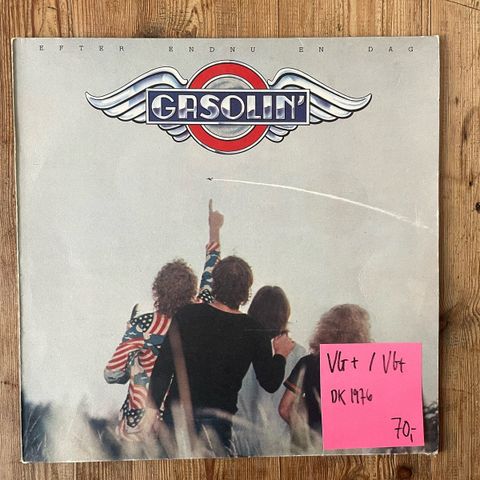 EFTER ENDNU EN DAG
GASOLIN'
VG+ / VG+
DK 1976
70,-